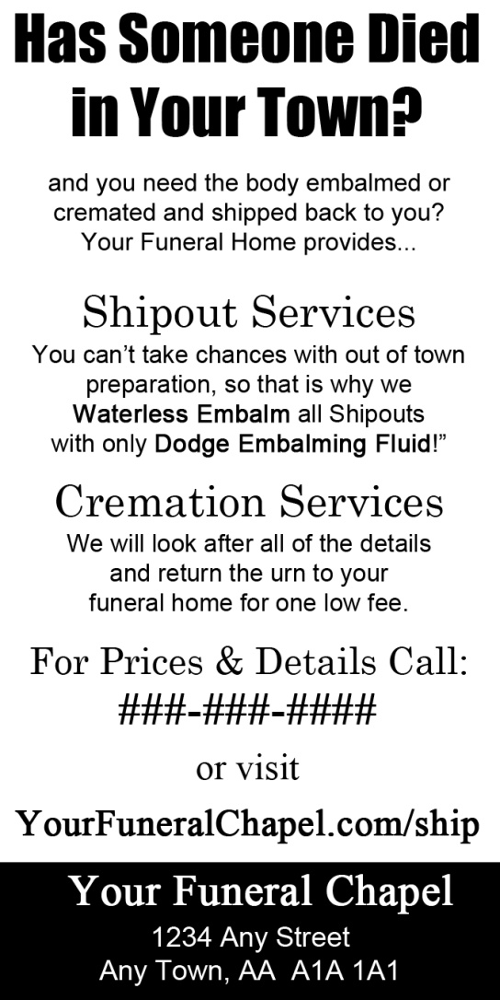 Has Someone Died
in Your Town?
and you need the body embalmed or
cremated and shipped back to you?
Your Funeral Home provides...
Shipout Services
You can’t take chances with out of town
preparation, so that is why we
Waterless Embalm all Shipouts
with only Dodge Embalming Fluid!”
Cremation Services
We will look after all of the details
and return the urn to your
funeral home for one low fee.
For Prices & Details Call:
###-###-####
or visit
YourFuneralChapel.com/ship
Your Funeral Chapel
1234 Any Street
Any Town, AA  A1A 1A1